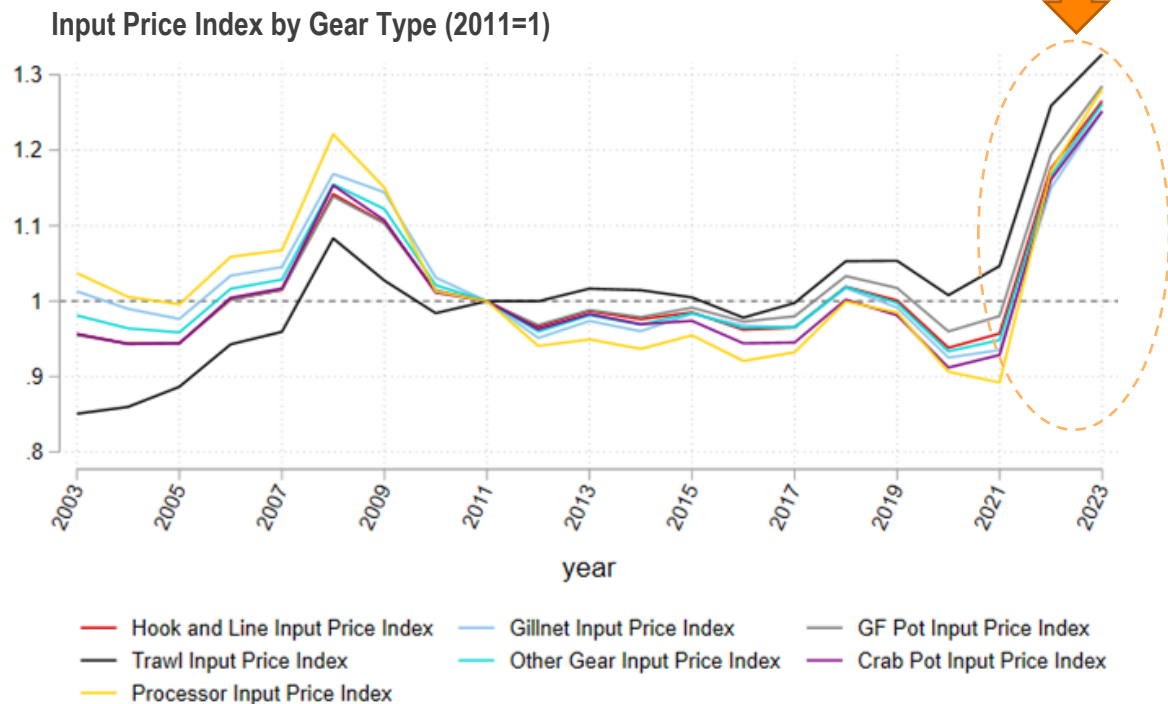 Input Price Index by Gear Type (2011=1)
1.3
1.2
1.1
1
.9
.8
2003
2005
2007
2009
2011
2013
2015
2017
2019
2021
2023
year
Hook and Line Input Price Index
Gillnet Input Price Index
GF Pot Input Price Index
Trawl Input Price Index
Other Gear Input Price Index
Crab Pot Input Price Index
Processor Input Price Index